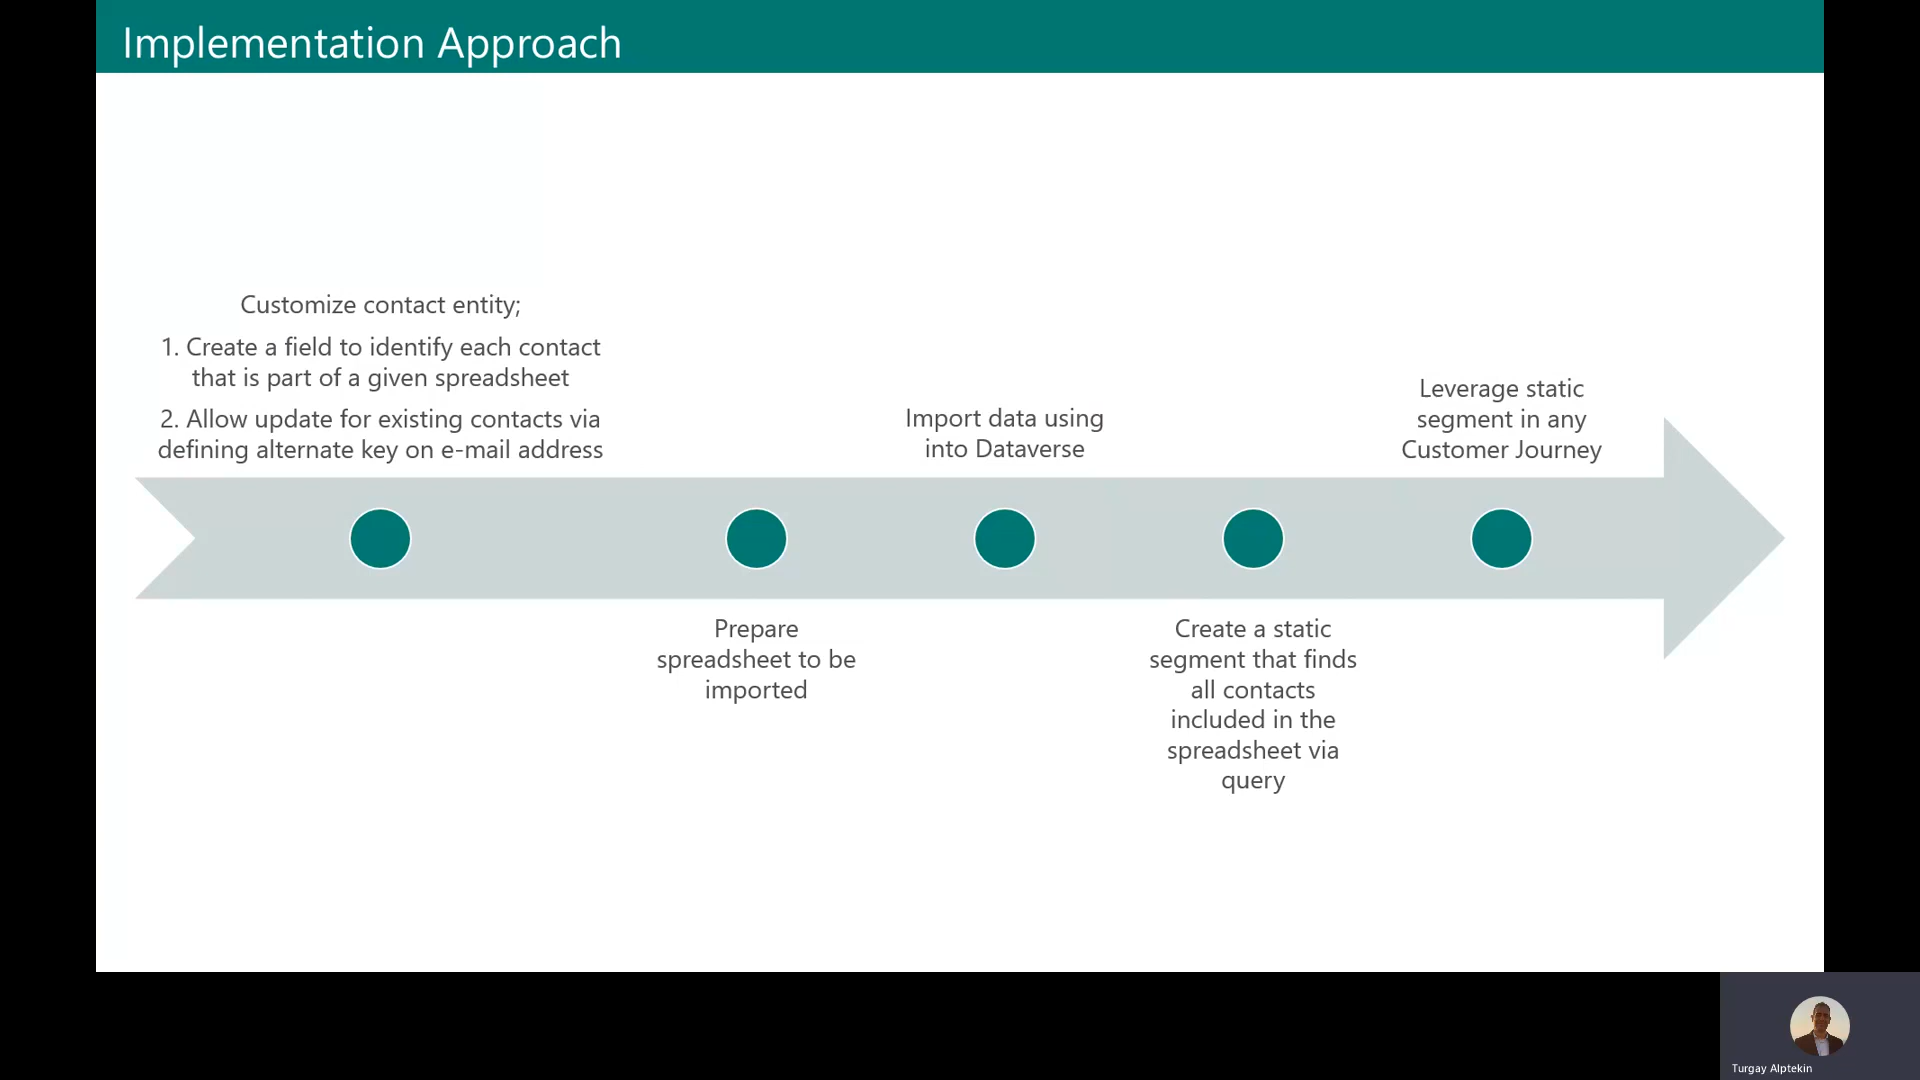 Implementation Approach
Customize contact entity;
1. Create a field to identify each contact
that is part of a given spreadsheet
2. Allow update for existing contacts via
defining alternate key on e-mail address
Prepare
spreadsheet to be
imported
Import data using
into Dataverse
Create a static
segment that finds
all contacts
included in the
spreadsheet via
query
Leverage static
segment in any
Customer Journey
Turgay Alptekin